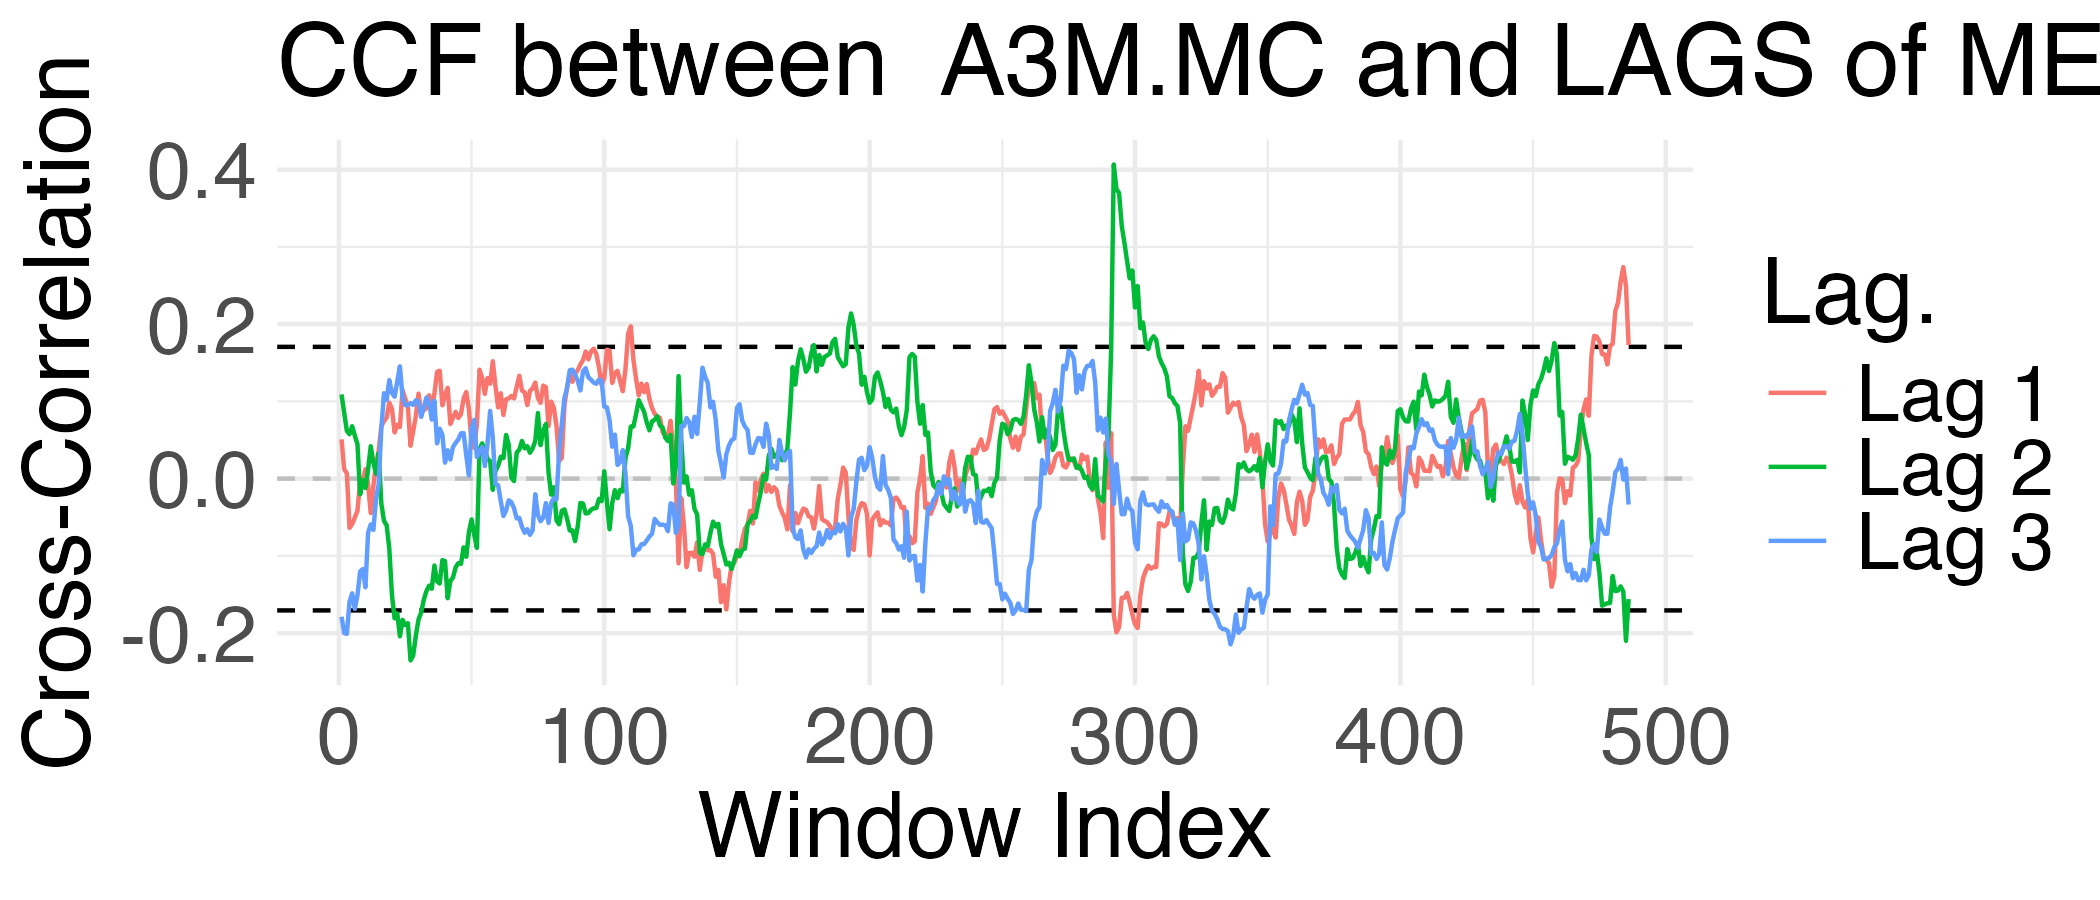 CCF between  A3M.MC and LAGS of ME
Cross-Correlation
0.4
0.2
0.0
-0.2
0
100
200
300
400
500
Window Index
Lag.
Lag 1
Lag 2
Lag 3